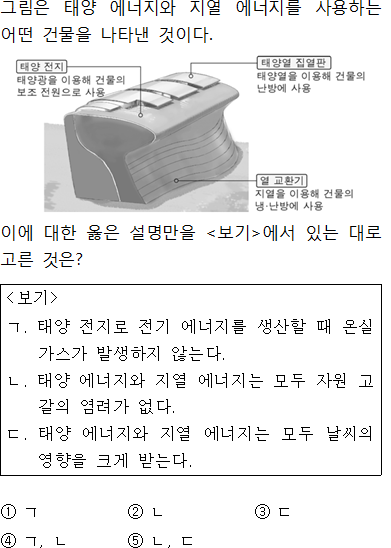 그림은 태양 에너지와 지열 에너지를 사용하는
어떤 건물을 나타낸 것이다.
태양 전지
태양광을 이용해 건물의
보조 전원으로 사용
태양열 집열판
태양열을 이용해 건물의
난방에 사용
열 교환기
지열을 이용해 건물의
냉·난방에 사용
이에 대한 옳은 설명만을 <보기>에서 있는 대로
고른 것은?
<보기>
ㄱ. 태양 전지로 전기 에너지를 생산할 때 온실
가스가 발생하지 않는다.
ㄴ. 태양 에너지와 지열 에너지는 모두 자원 고
갈의 염려가 없다.
ㄷ. 태양 에너지와 지열 에너지는 모두 날씨의
영향을 크게 받는다.
① ㄱ ② ㄴ ③ ㄷ
④ ㄱ, ㄴ ⑤ ㄴ, ㄷ